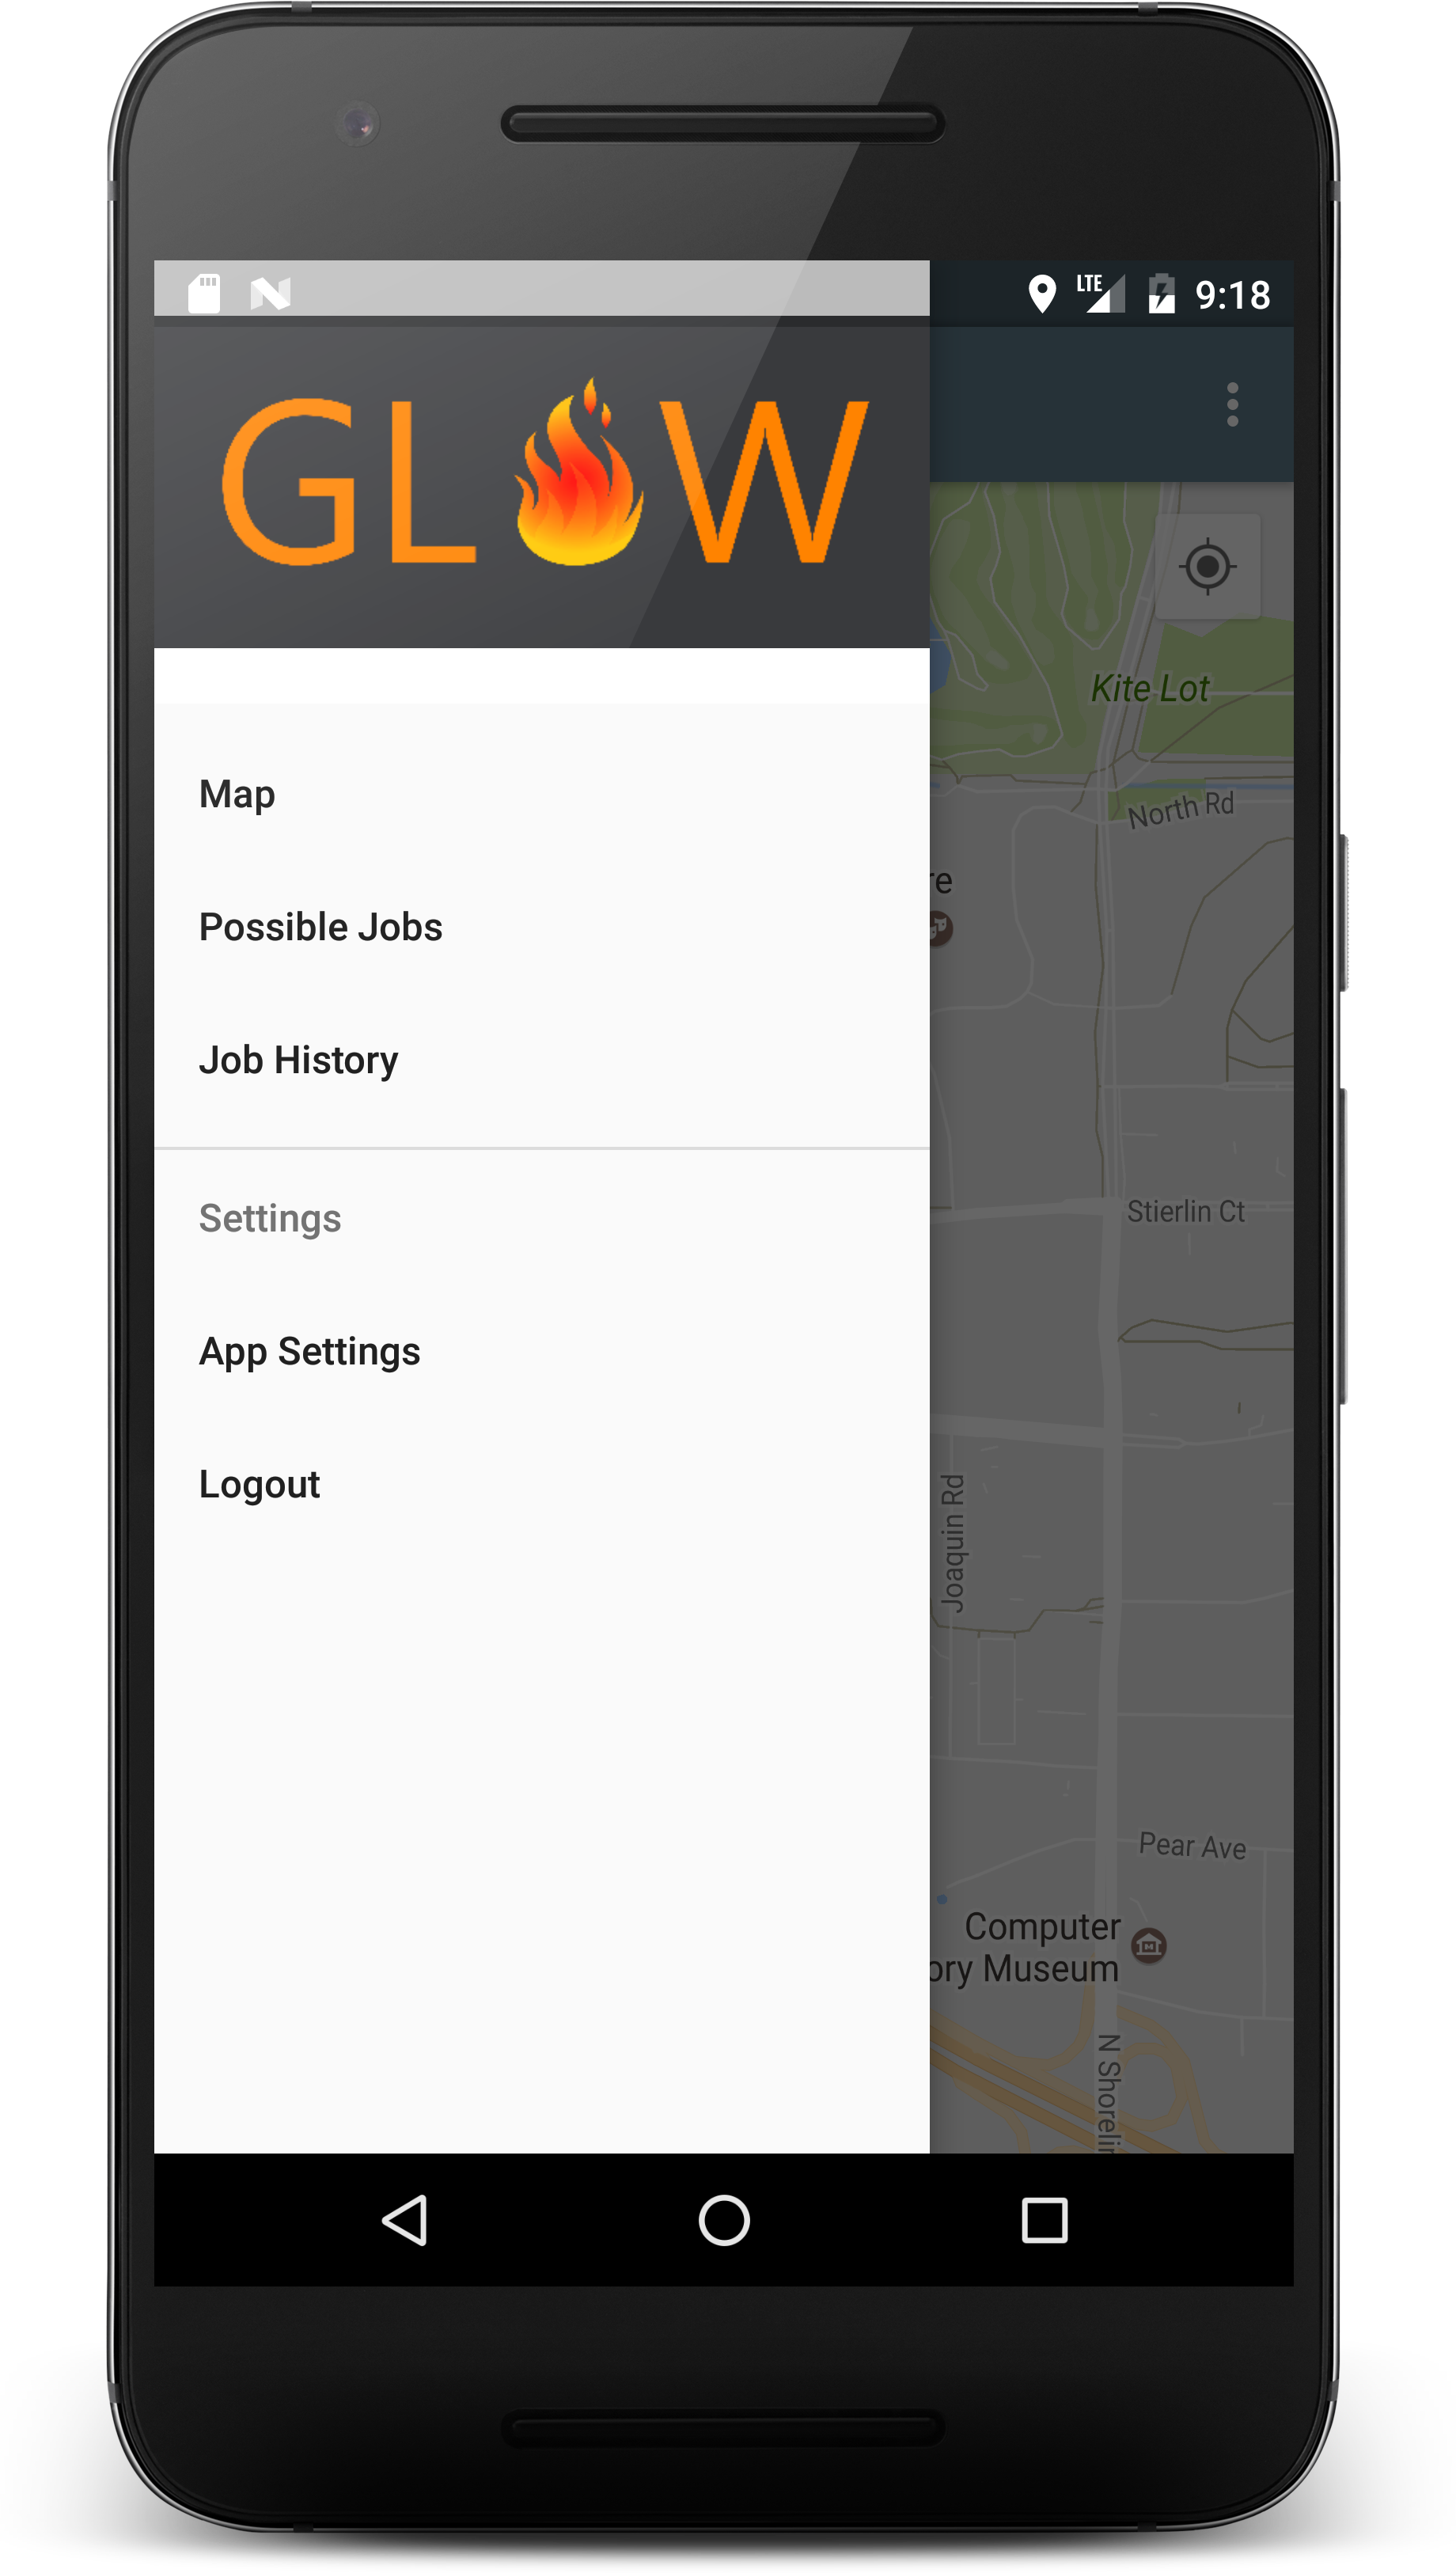 LTE 9:18
GLOW
Map
Possible Jobs
Job History
Settings
App Settings
Logout
Kite Lot
North Rd
re
Stierlin Ct
Joaquin Rd
Pear Ave
Computer
ory Museum
N Shorelin